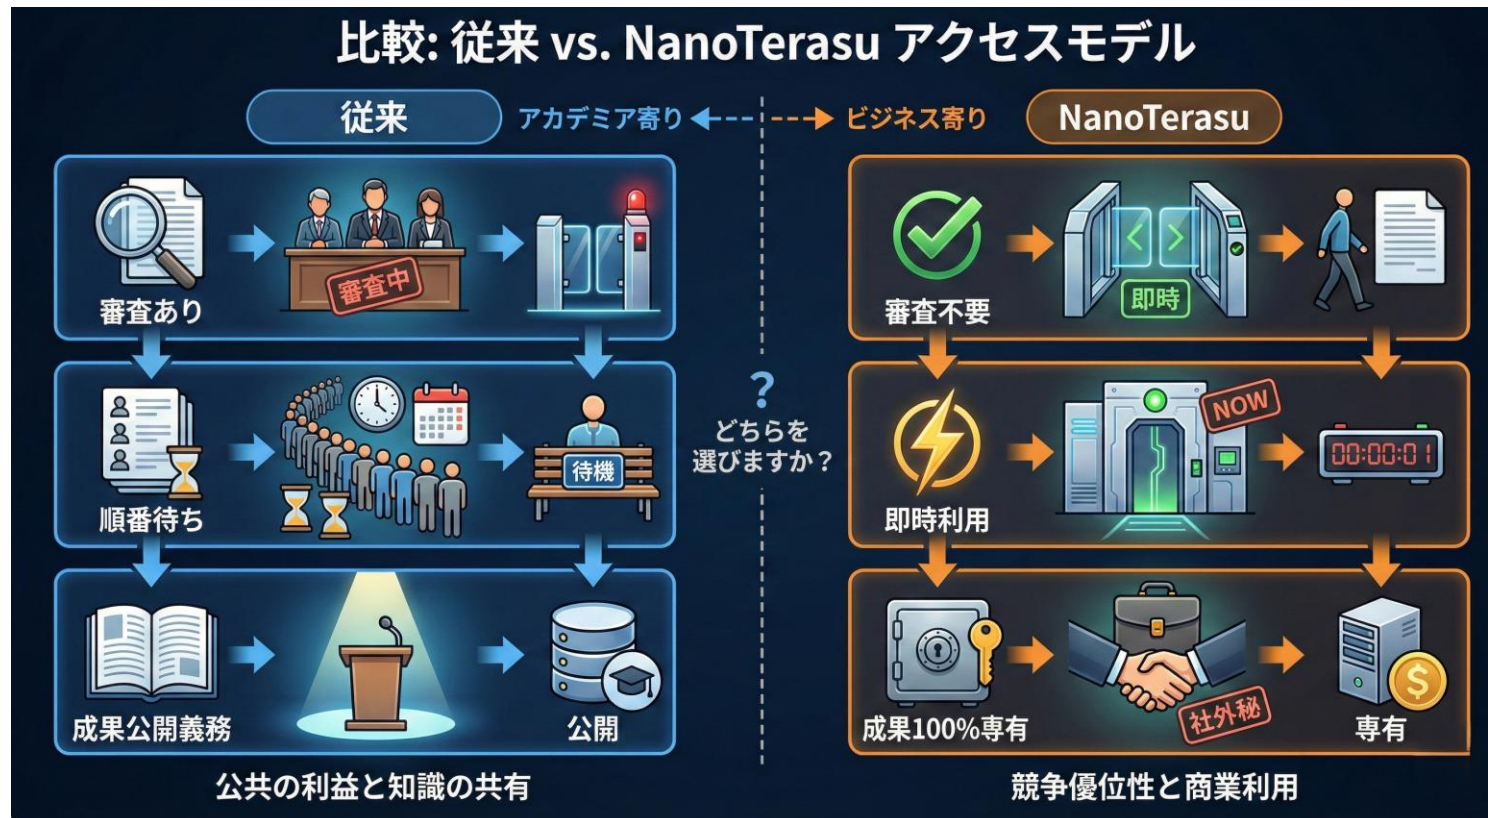 比較: 従来 vs. NanoTerasu アクセスモデル
従来
アカデミア寄り
ビジネス寄り
NanoTerasu
審査あり
審査中
順番待ち
待機
成果公開義務
公開
公共の利益と知識の共有
?
どちらを
選びますか？
審査不要
即時
即時利用
NOW
00:00:01
成果100%専有
社外秘
$
専有
競争優位性と商業利用